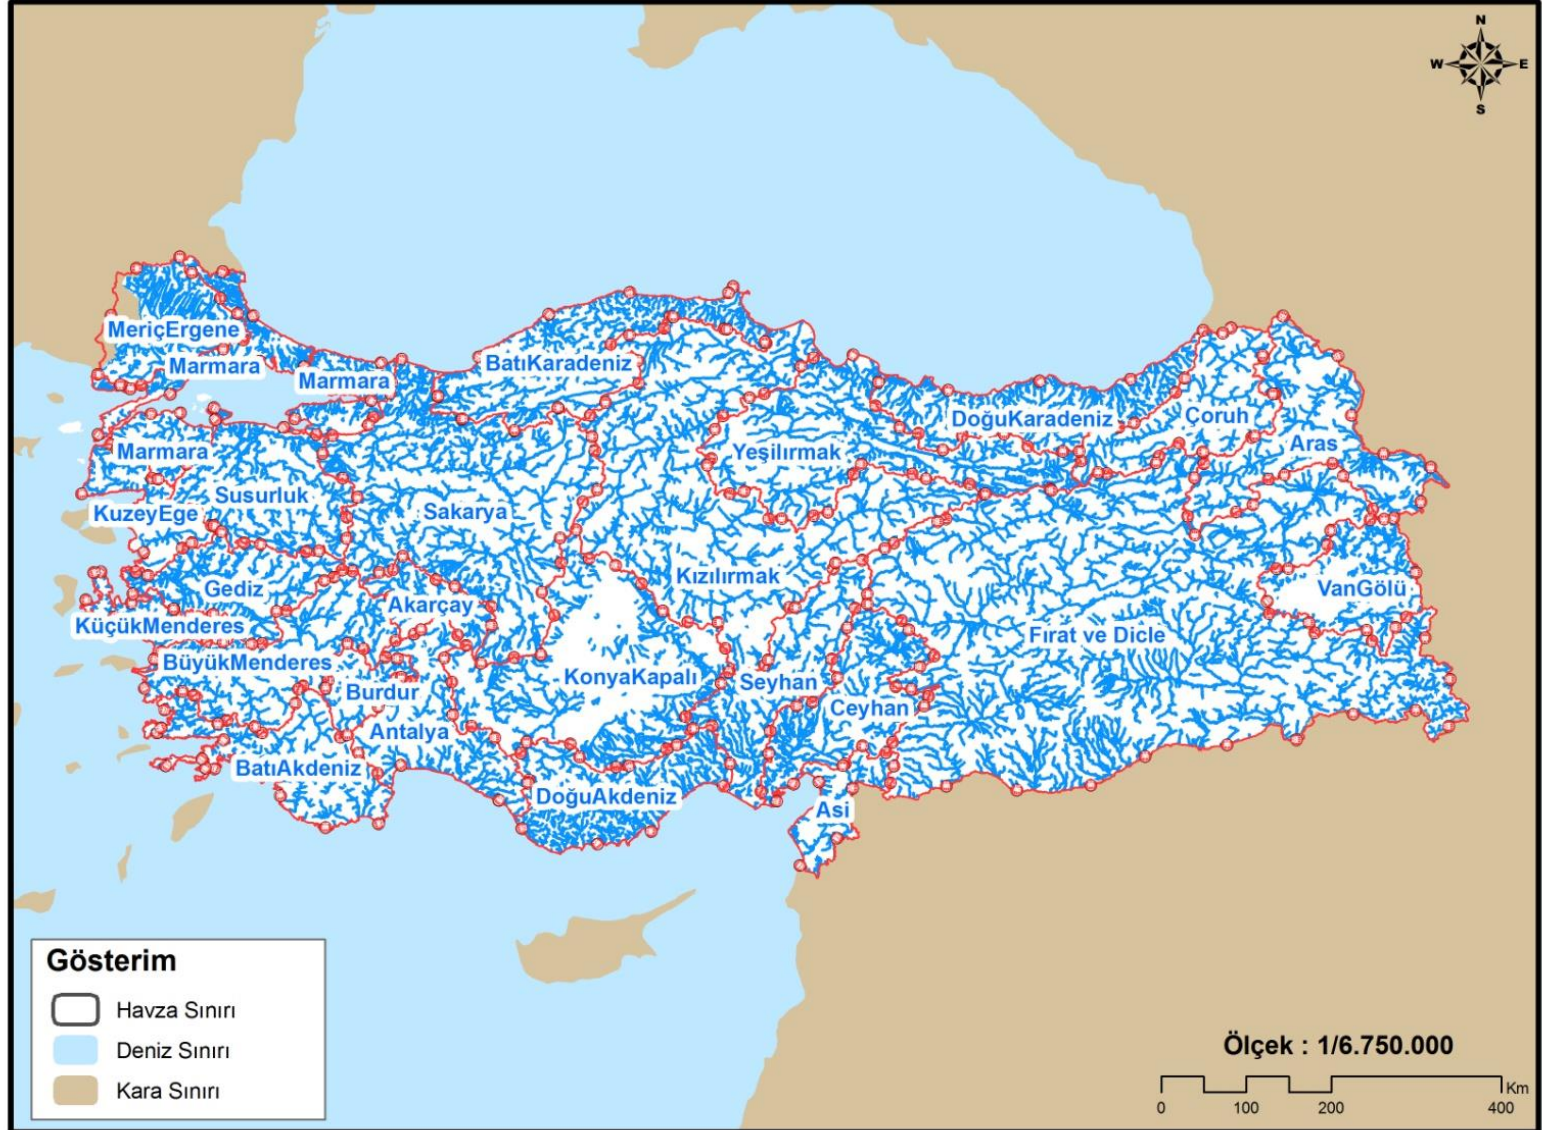 N
W
E
S
MeriçErgene
Marmara
Marmara
BatıKaradeniz
DoğuKaradeniz
Çoruh
Aras
Marmara
Yeşilırmak
Susurluk
KuzeyEge
Sakarya
Kızılırmak
Gediz
Akarçay
VanGölü
KüçükMenderes
Fırat ve Dicle
BüyükMenderes
KonyaKapalı
Seyhan
Burdur
Ceyhan
Antalya
BatıAkdeniz
DoğuAkdeniz
Asi
Gösterim
Havza Sınırı
Deniz Sınırı
Kara Sınırı
Ölçek : 1/6.750.000
Km
0 100 200 400